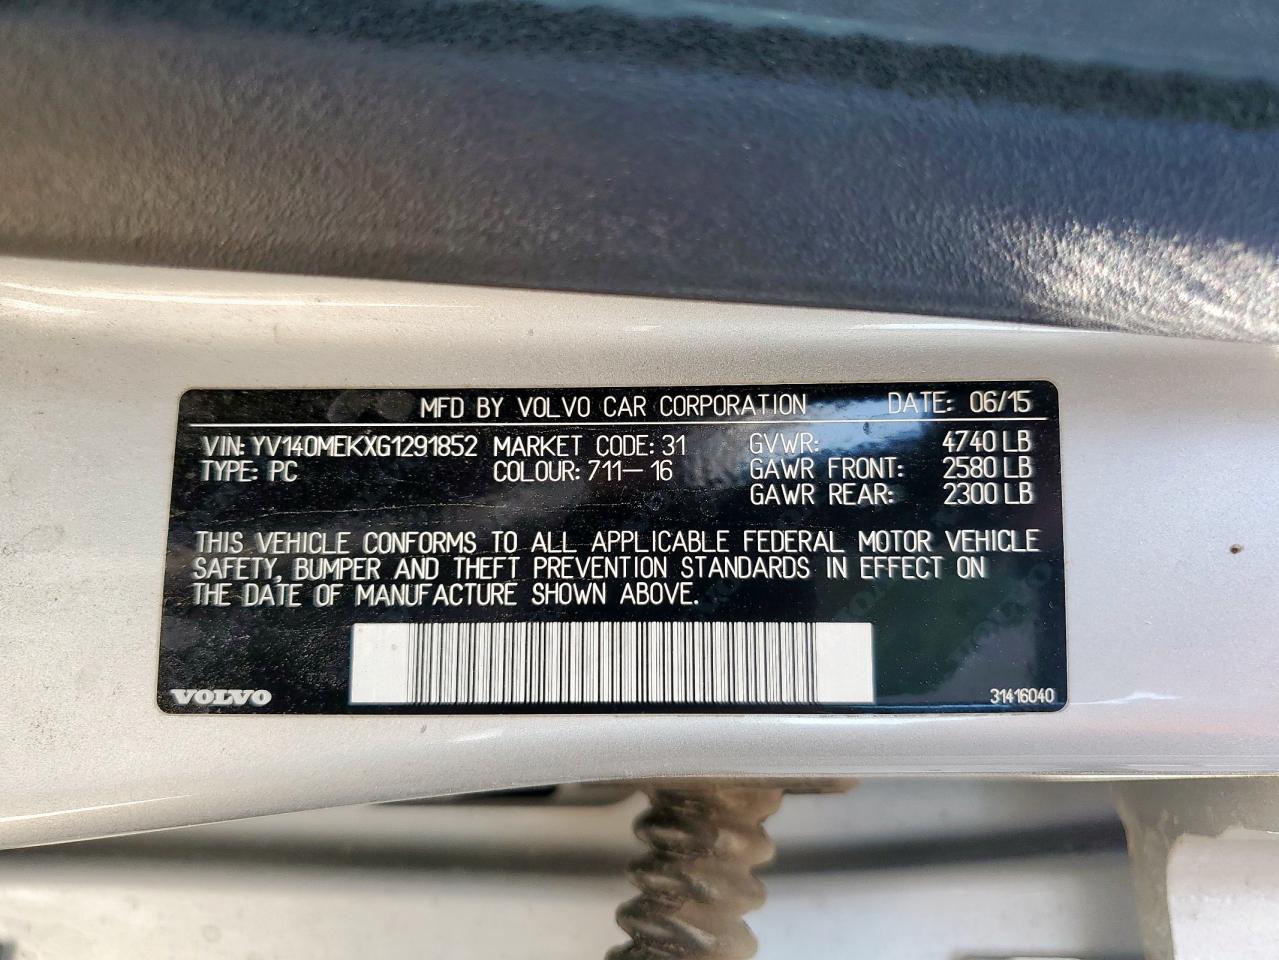 MFD BY VOLVO CAR CORPORATION DATE: 06/15
VIN: YV140MEKXG1291852 MARKET CODE: 31 GVWR: 4740 LB
TYPE: PC COLOUR: 711-16 GAWR FRONT: 2580 LB
GAWR REAR: 2300 LB
THIS VEHICLE CONFORMS TO ALL APPLICABLE FEDERAL MOTOR VEHICLE
SAFETY, BUMPER AND THEFT PREVENTION STANDARDS IN EFFECT ON
THE DATE OF MANUFACTURE SHOWN ABOVE.
VOLVO 31416040